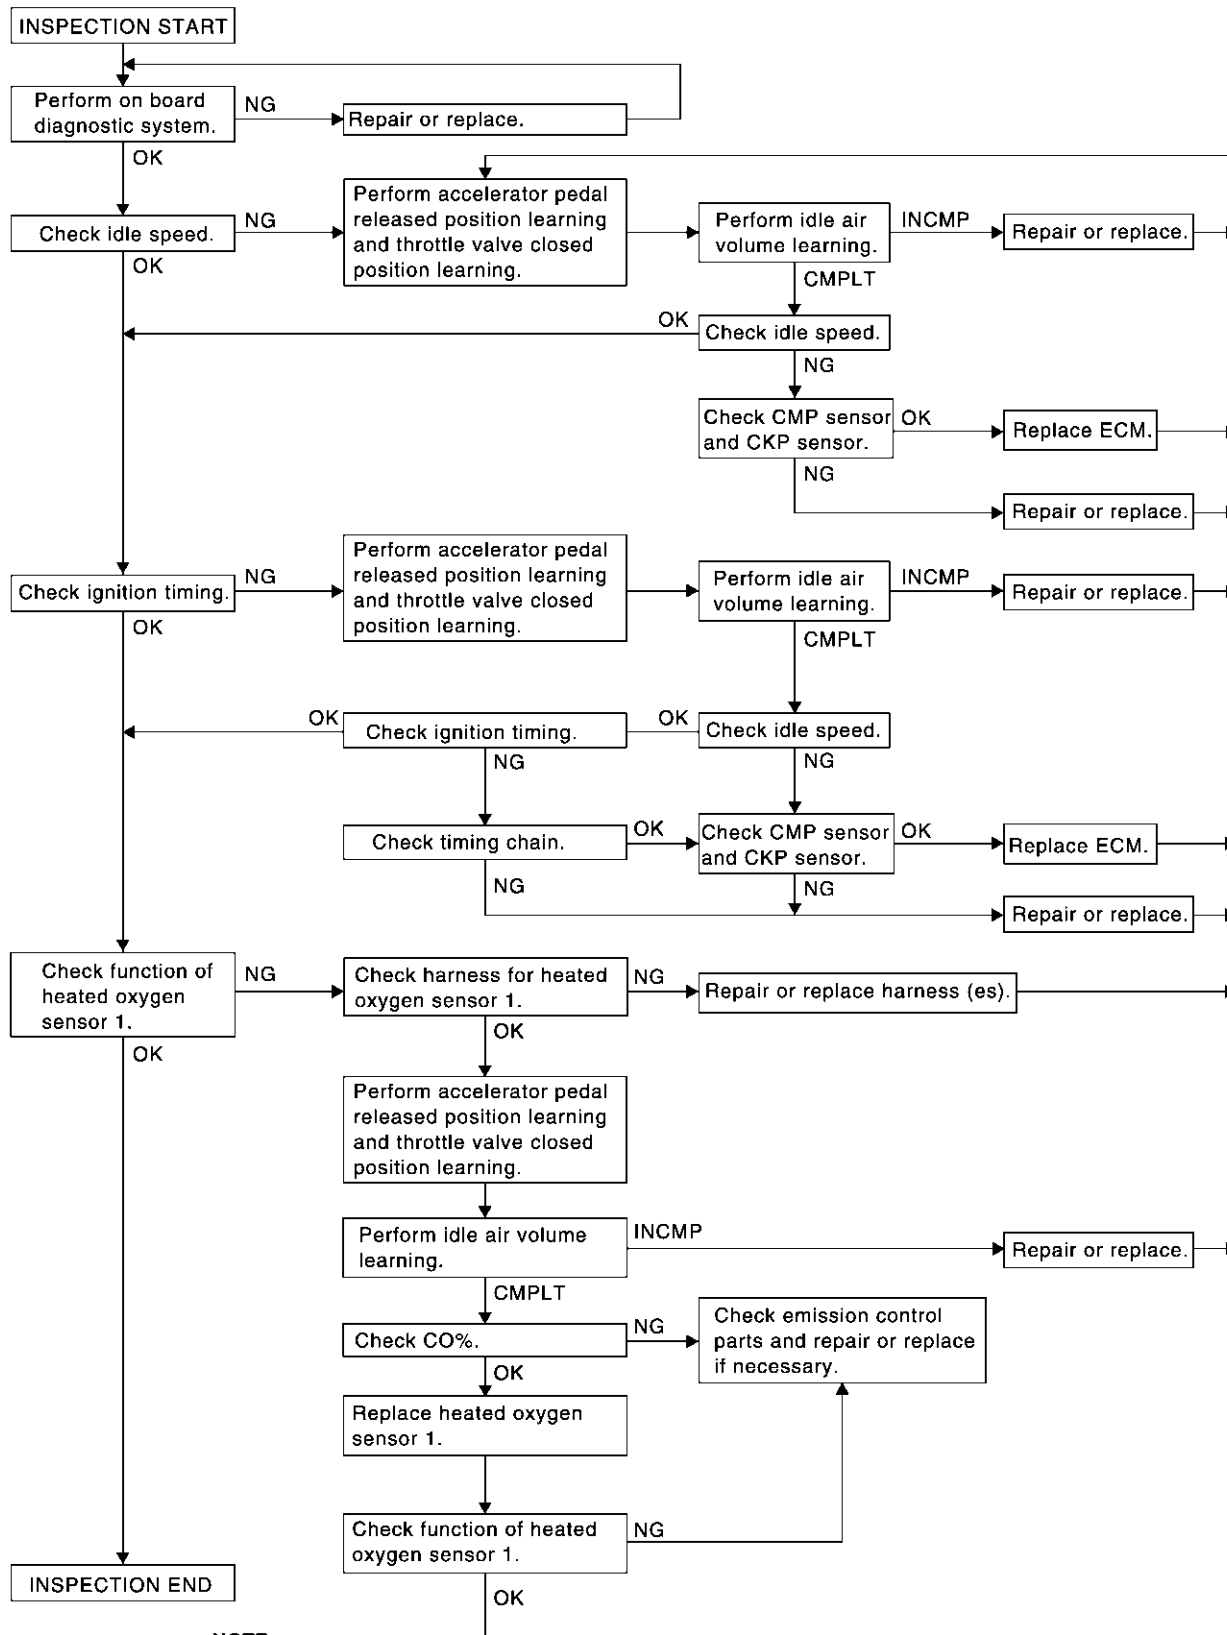 INSPECTION START
Perform on board
diagnostic system.
NG
Repair or replace.
OK
Check idle speed.
NG
Perform accelerator pedal
released position learning
and throttle valve closed
position learning.
Perform idle air
volume learning.
INCMP
Repair or replace.
OK
CMPLT
OK
Check idle speed.
NG
Check CMP sensor
and CKP sensor.
OK
Replace ECM.
NG
Repair or replace.
Check ignition timing.
NG
Perform accelerator pedal
released position learning
and throttle valve closed
position learning.
Perform idle air
volume learning.
INCMP
Repair or replace.
OK
CMPLT
OK
Check ignition timing.
OK
Check idle speed.
NG
NG
Check timing chain.
OK
Check CMP sensor
and CKP sensor.
OK
Replace ECM.
NG
NG
Repair or replace.
Check function of
heated oxygen
sensor 1.
NG
Check harness for heated
oxygen sensor 1.
NG
Repair or replace harness (es).
OK
OK
Perform accelerator pedal
released position learning
and throttle valve closed
position learning.
Perform idle air volume
learning.
INCMP
Repair or replace.
CMPLT
Check CO%.
NG
Check emission control
parts and repair or replace
if necessary.
OK
Replace heated oxygen
sensor 1.
Check function of heated
oxygen sensor 1.
NG
INSPECTION END
OK